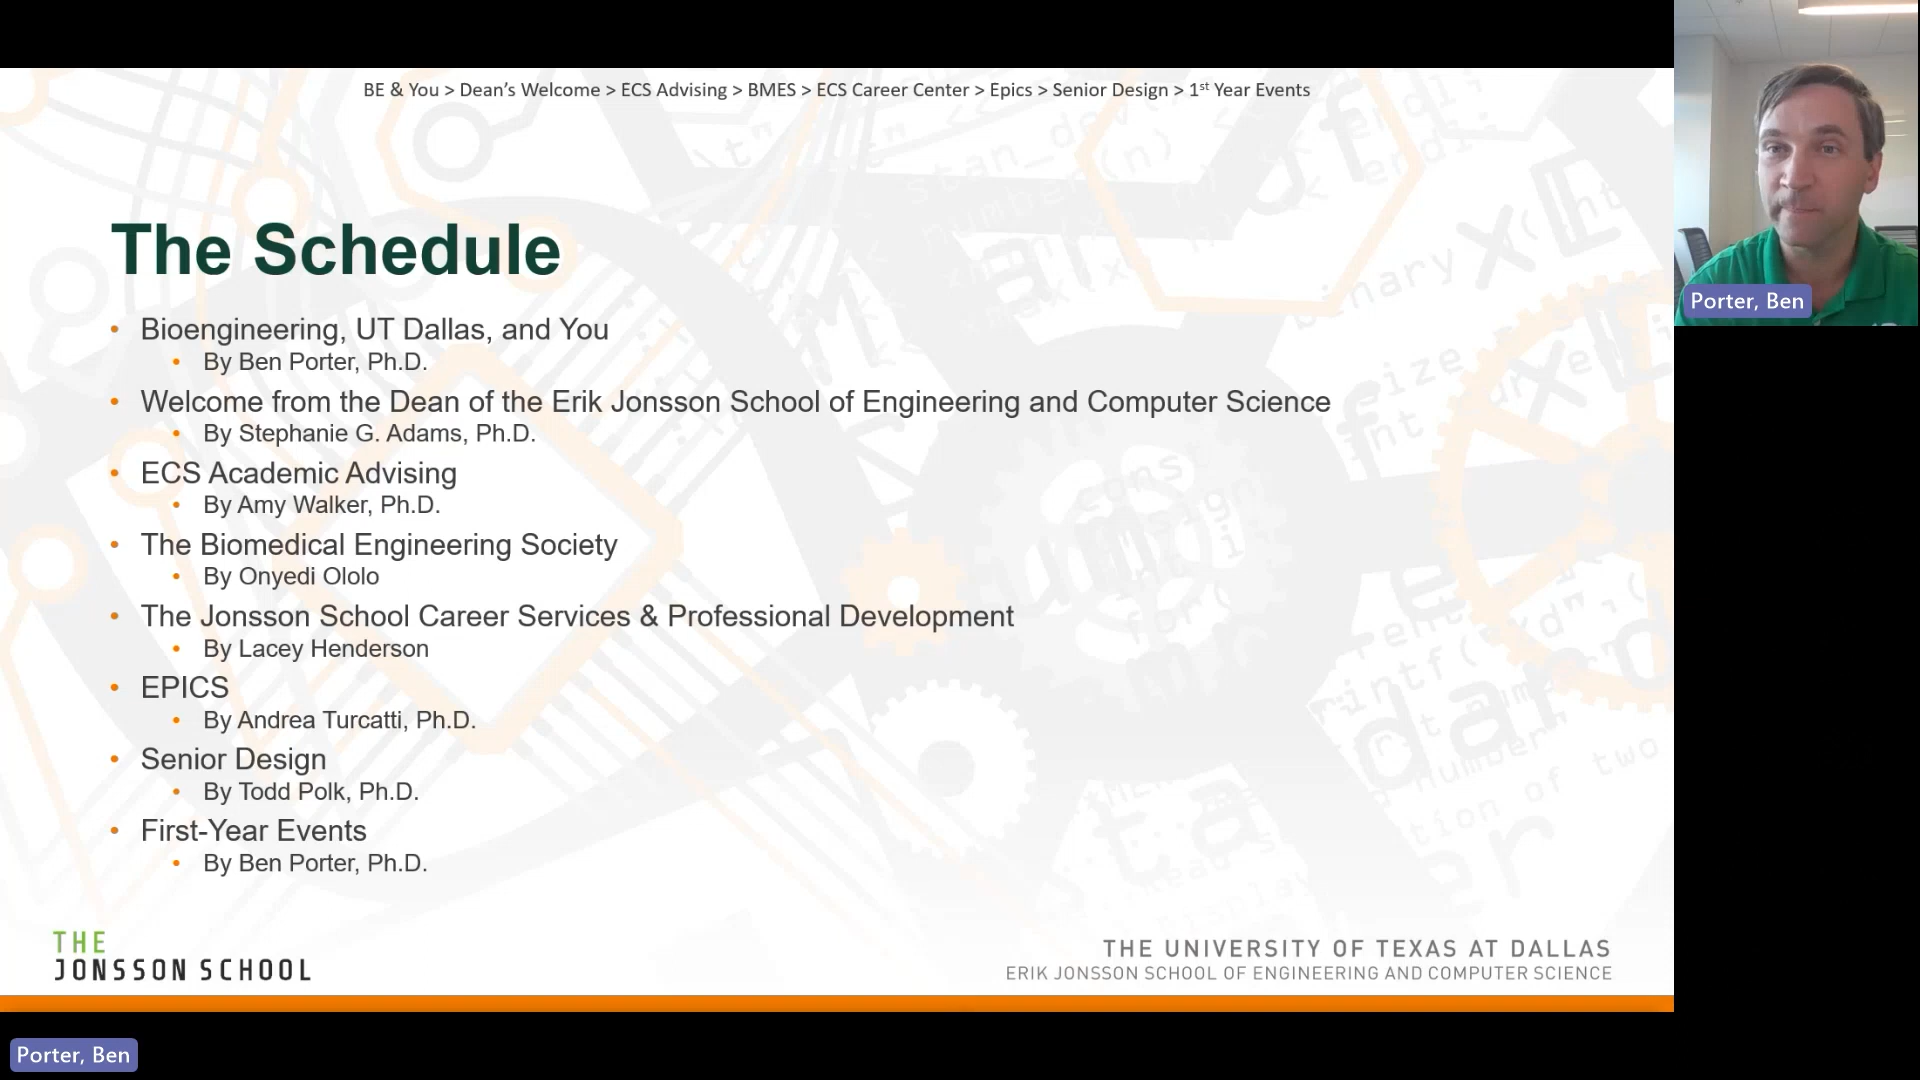 BE & You > Dean’s Welcome > ECS Advising > BMES > ECS Career Center > Epics > Senior Design > 1st Year Events
The Schedule
• Bioengineering, UT Dallas, and You
• By Ben Porter, Ph.D.
• Welcome from the Dean of the Erik Jonsson School of Engineering and Computer Science
• By Stephanie G. Adams, Ph.D.
• ECS Academic Advising
• By Amy Walker, Ph.D.
• The Biomedical Engineering Society
• By Onyedi Ololo
• The Jonsson School Career Services & Professional Development
• By Lacey Henderson
• EPICS
• By Andrea Turcatti, Ph.D.
• Senior Design
• By Todd Polk, Ph.D.
• First-Year Events
• By Ben Porter, Ph.D.
THE
JONSSON SCHOOL
THE UNIVERSITY OF TEXAS AT DALLAS
ERIK JONSSON SCHOOL OF ENGINEERING AND COMPUTER SCIENCE
Porter, Ben
Porter, Ben